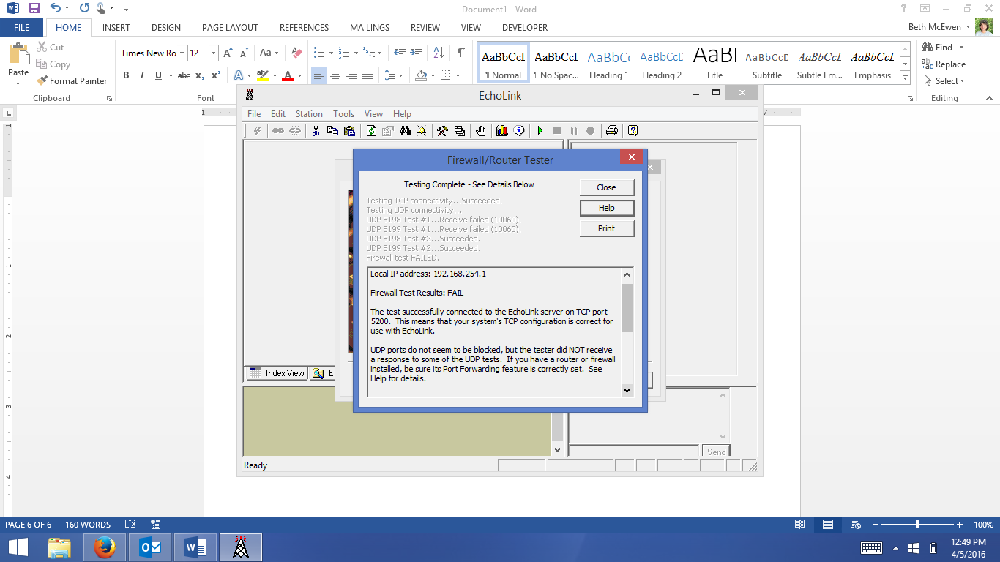 Document1 - Word
FILE HOME INSERT DESIGN PAGE LAYOUT REFERENCES MAILINGS REVIEW VIEW DEVELOPER Beth McEwen
Paste
Cut
Copy
Format Painter
Clipboard
Times New Ro 12
Aa
B I U abc x2 x2
Font
AaBbCcI AaBbCcI AaBbCc AaBbCcI AaBl AaBbCcD AaBbCcI AaBbCcI
¶ Normal ¶ No Spac... Heading 1 Heading 2 Title Subtitle Subtle Em... Emphasis
Find
Replace
Select
Editing
EchoLink
File Edit Station Tools View Help
Firewall/Router Tester
Testing Complete - See Details Below
Close
Help
Print
Testing TCP connectivity...Succeeded.
Testing UDP connectivity...
UDP 5198 Test #1...Receive failed (10060).
UDP 5199 Test #1...Receive failed (10060).
UDP 5198 Test #2...Succeeded.
UDP 5199 Test #2...Succeeded.
Firewall test FAILED.
Local IP address: 192.168.254.1
Firewall Test Results: FAIL
The test successfully connected to the EchoLink server on TCP port
5200. This means that your system's TCP configuration is correct for
use with EchoLink.
UDP ports do not seem to be blocked, but the tester did NOT receive
a response to some of the UDP tests. If you have a router or firewall
installed, be sure its Port Forwarding feature is correctly set. See
Help for details.
Index View E
Send
Ready
PAGE 6 OF 6 160 WORDS 100%
12:49 PM
4/5/2016